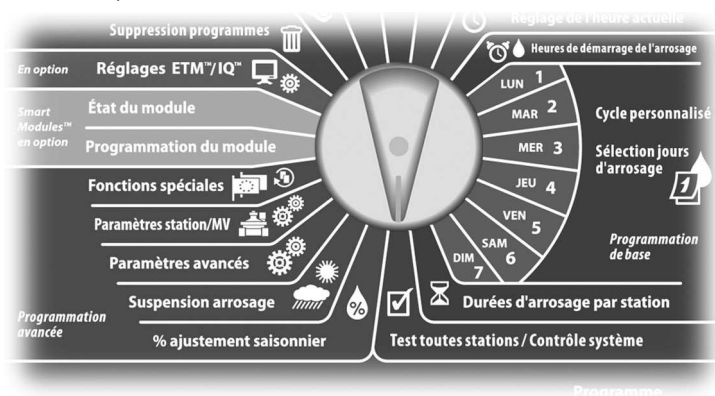 Suppression programmes
Réglage de l'heure actuelle
En option
Réglages ETM™/IQ™
Heures de démarrage de l'arrosage
Smart
Modules™
en option
État du module
Programmation du module
LUN 1
MAR 2
MER 3
JEU 4
VEN 5
SAM 6
DIM 7
Cycle personnalisé
Sélection jours
d'arrosage
1
Programmation
de base
Fonctions spéciales
Paramètres station/MV
Paramètres avancés
Suspension arrosage
% ajustement saisonnier
%
Programmation
avancée
Durées d'arrosage par station
Test toutes stations / Contrôle système
Programme